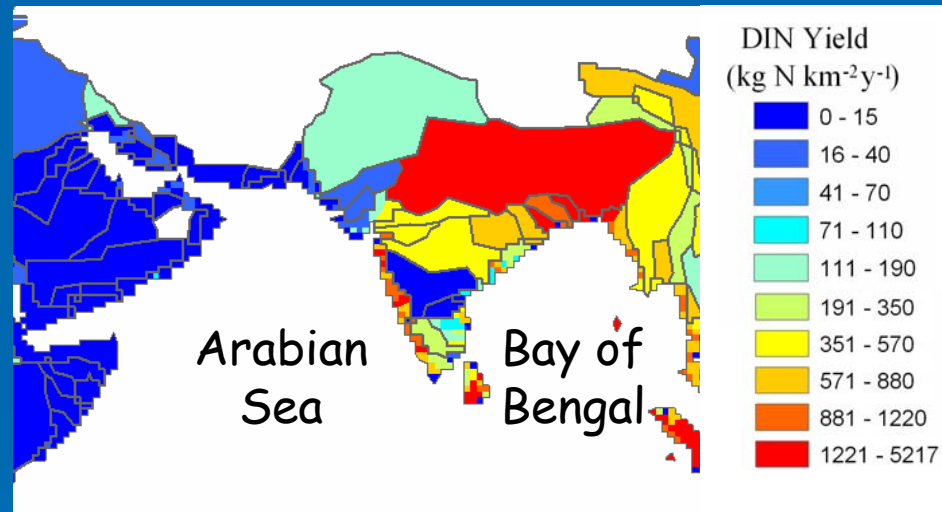 Arabian
Sea
Bay of
Bengal
DIN Yield
(kg N km⁻² y⁻¹)
0 - 15
16 - 40
41 - 70
71 - 110
111 - 190
191 - 350
351 - 570
571 - 880
881 - 1220
1221 - 5217